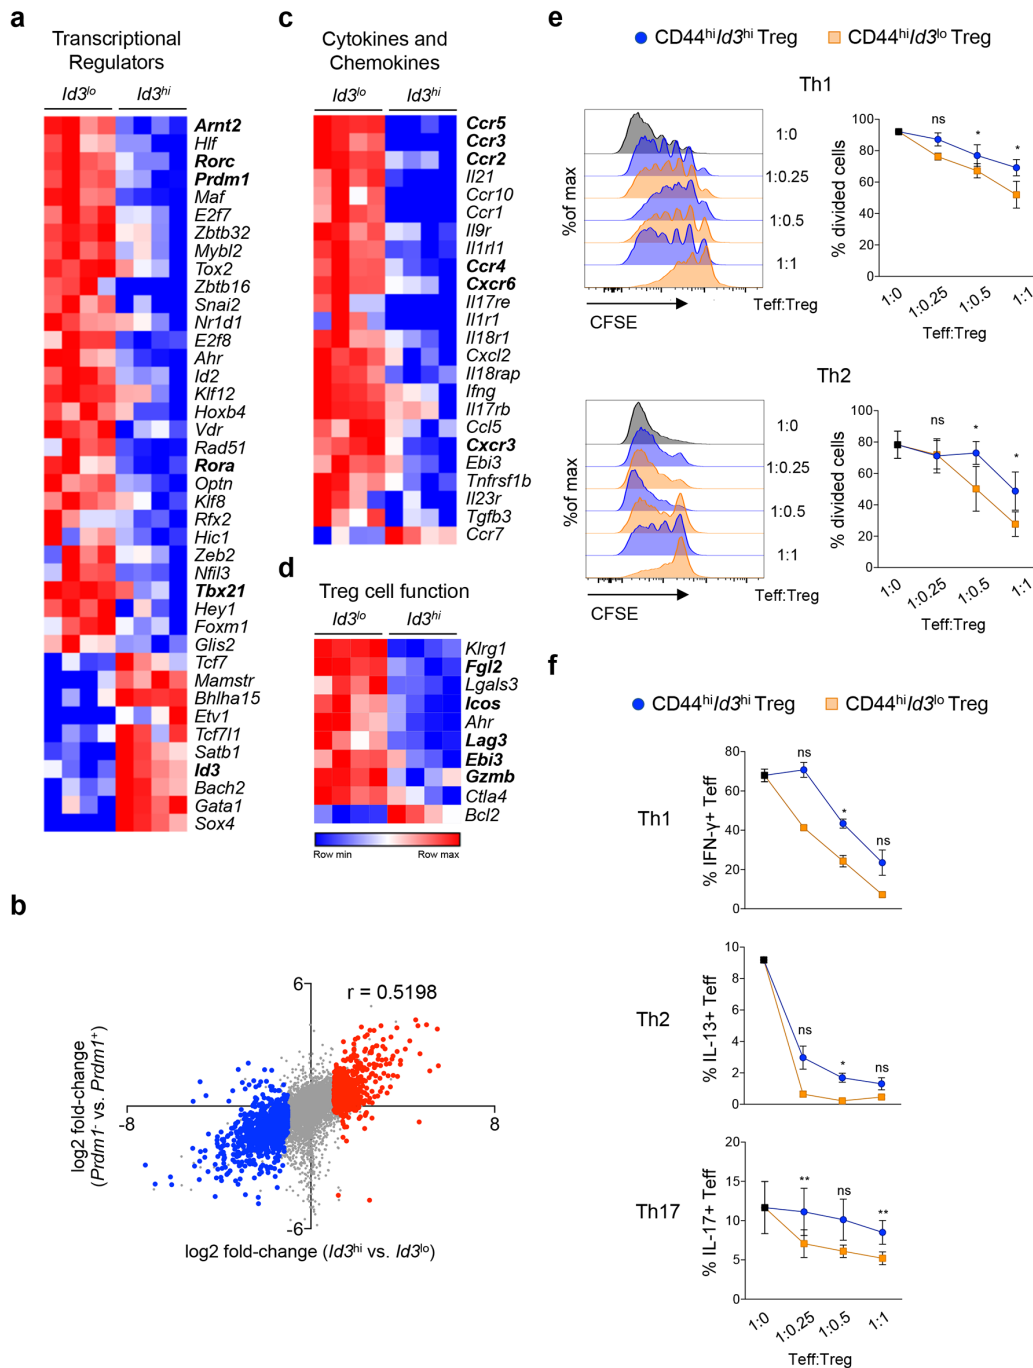 a
Transcriptional
Regulators
Id3lo Id3hi
Arnt2
Hlf
Rorc
Prdm1
Maf
E2f7
Zbtb32
Mybl2
Tox2
Zbtb16
Snai2
Nr1d1
E2f8
Ahr
Id2
Klf12
Hoxb4
Vdr
Rad51
Rora
Optn
Klf8
Rfx2
Hic1
Zeb2
Nfil3
Tbx21
Hey1
Foxm1
Glis2
Tcf7
Mamstr
Bhlha15
Etv1
Tcf7l1
Satb1
Id3
Bach2
Gata1
Sox4
b
6
r = 0.5198
-8
8
-6
log2 fold-change
(Prdm1- vs. Prdm1+)
log2 fold-change (Id3hi vs. Id3lo)
c
Cytokines and
Chemokines
Id3lo Id3hi
Ccr5
Ccr3
Ccr2
Il21
Ccr10
Ccr1
Il9r
Il1rl1
Ccr4
Cxcr6
Il17re
Il1r1
Il18r1
Cxcl2
Il18rap
Ifng
Il17rb
Ccl5
Cxcr3
Ebi3
Tnfrsf1b
Il23r
Tgfb3
Ccr7
d
Treg cell function
Id3lo Id3hi
Klrg1
Fgl2
Lgals3
Icos
Ahr
Lag3
Ebi3
Gzmb
Ctla4
Bcl2
Row min Row max
e
CD44hiId3hi Treg CD44hiId3lo Treg
Th1
%of max
1:0
1:0.25
1:0.5
1:1
CFSE
Teff:Treg
% divided cells
100
80
60
40
20
0
ns
*
*
1:0 1:0.25 1:0.5 1:1
Teff:Treg
Th2
%of max
1:0
1:0.25
1:0.5
1:1
CFSE
Teff:Treg
% divided cells
100
80
60
40
20
0
ns
*
*
1:0 1:0.25 1:0.5 1:1
Teff:Treg
f
CD44hiId3hi Treg CD44hiId3lo Treg
Th1
% IFN-γ+ Teff
80
60
40
20
0
ns
*
ns
Th2
% IL-13+ Teff
10
8
6
4
2
0
ns
*
ns
Th17
% IL-17+ Teff
20
15
10
5
0
**
ns
**
1:0 1:0.25 1:0.5 1:1
Teff:Treg